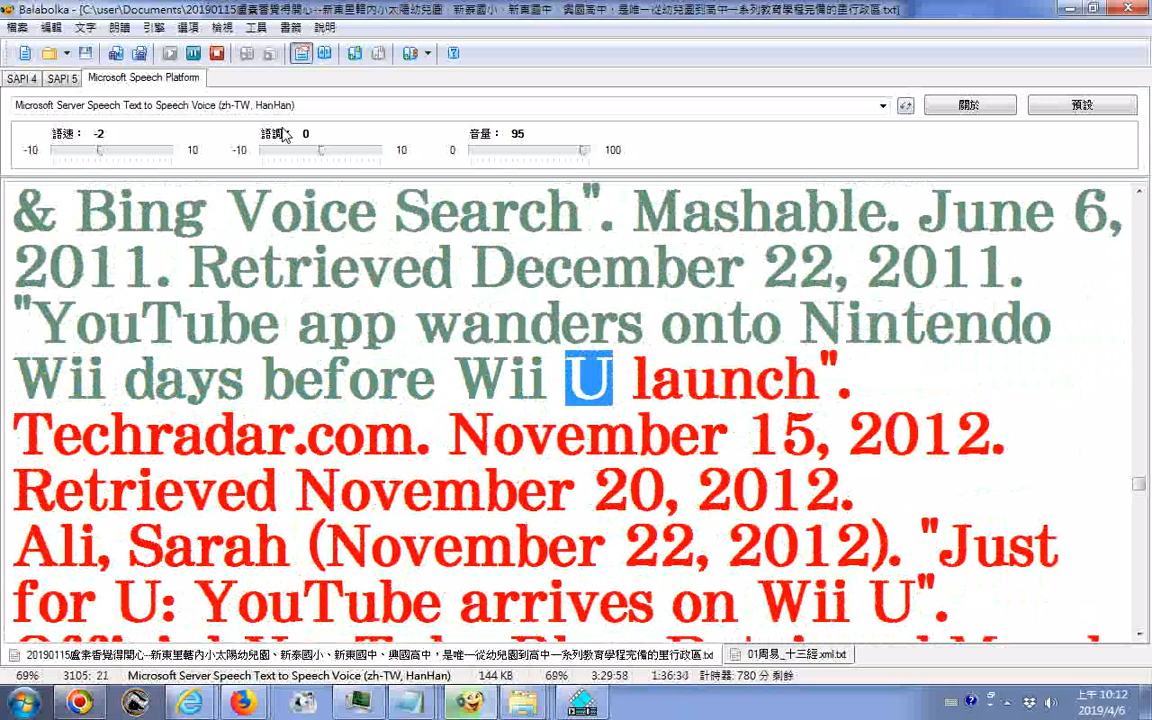 Balabolka - [C:\user\Documents\20190115盧素香覺得開心--新東里轄內小太陽幼兒園、新泰國小、新東國中、興國高中，是唯一從幼兒園到高中一系列教育學程完備的里行政區.txt]
檔案 編輯 文字 朗讀 引擎 選項 檢視 工具 書籤 說明
SAPI 4 SAPI 5 Microsoft Speech Platform
Microsoft Server Speech Text to Speech Voice (zh-TW, HanHan) 關於 預設
語速： -2 語調： 0 音量： 95
-10 10 -10 10 0 100
& Bing Voice Search". Mashable. June 6,
2011. Retrieved December 22, 2011.
"YouTube app wanders onto Nintendo
Wii days before Wii U launch".
Techradar.com. November 15, 2012.
Retrieved November 20, 2012.
Ali, Sarah (November 22, 2012). "Just
for U: YouTube arrives on Wii U".
20190115盧素香覺得開心--新東里轄內小太陽幼兒園、新泰國小、新東國中、興國高中，是唯一從幼兒園到高中一系列教育學程完備的里行政區.txt 01周易_十三經.xml.txt
69% 3105: 21 Microsoft Server Speech Text to Speech Voice (zh-TW, HanHan) 144 KB 69% 3:29:58 1:36:30 計時器: 780 分 剩餘
上午 10:12
2019/4/6